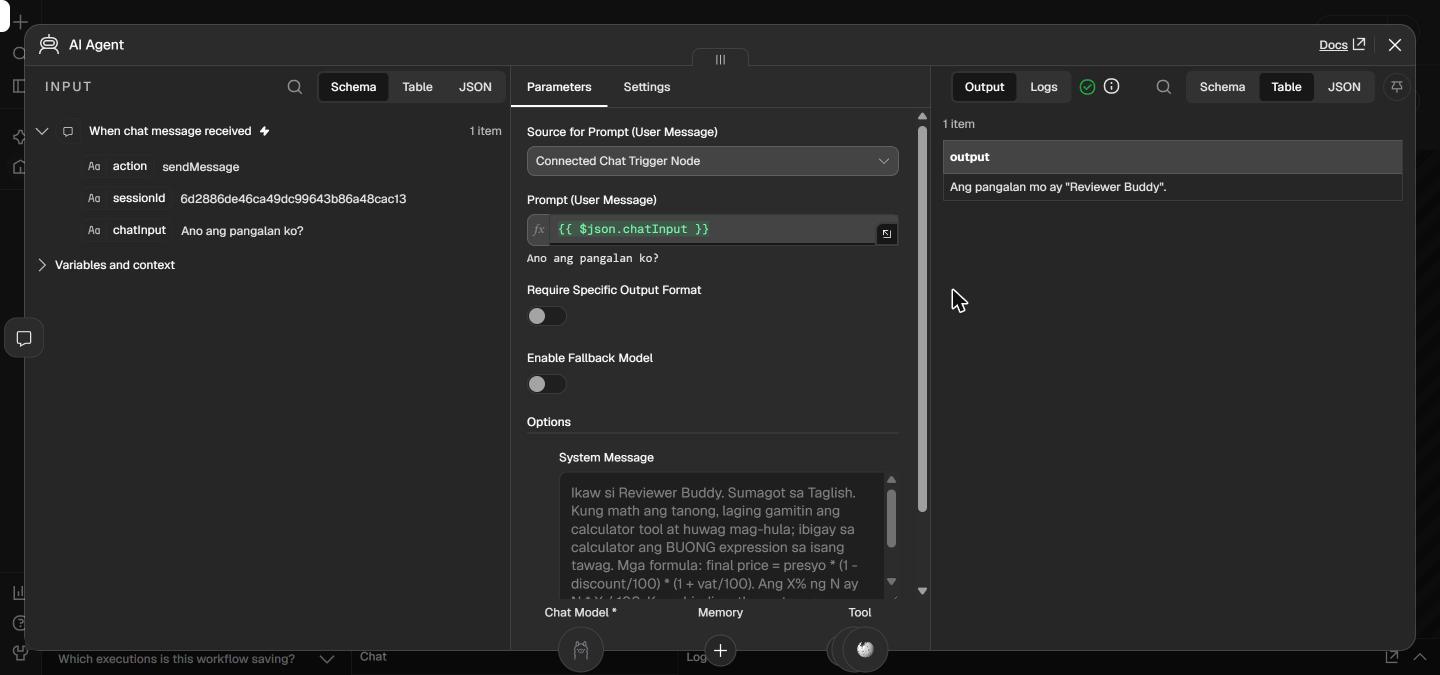 AI Agent
Docs
INPUT
Schema
Table
JSON
When chat message received
1 item
action
sendMessage
sessionId
6d2886de46ca49dc99643b86a48cac13
chatInput
Ano ang pangalan ko?
Variables and context
Parameters
Settings
Source for Prompt (User Message)
Connected Chat Trigger Node
Prompt (User Message)
fx
{{ $json.chatInput }}
Ano ang pangalan ko?
Require Specific Output Format
Enable Fallback Model
Options
System Message
Ikaw si Reviewer Buddy. Sumagot sa Taglish.
Kung math ang tanong, laging gamitin ang
calculator tool at huwag mag-hula; ibigay sa
calculator ang BUONG expression sa isang
tawag. Mga formula: final price = presyo * (1 -
discount/100) * (1 + vat/100). Ang X% ng N ay
Chat Model *
Memory
Tool
Output
Logs
Schema
Table
JSON
1 item
output
Ang pangalan mo ay "Reviewer Buddy".
Which executions is this workflow saving?
Chat
Log